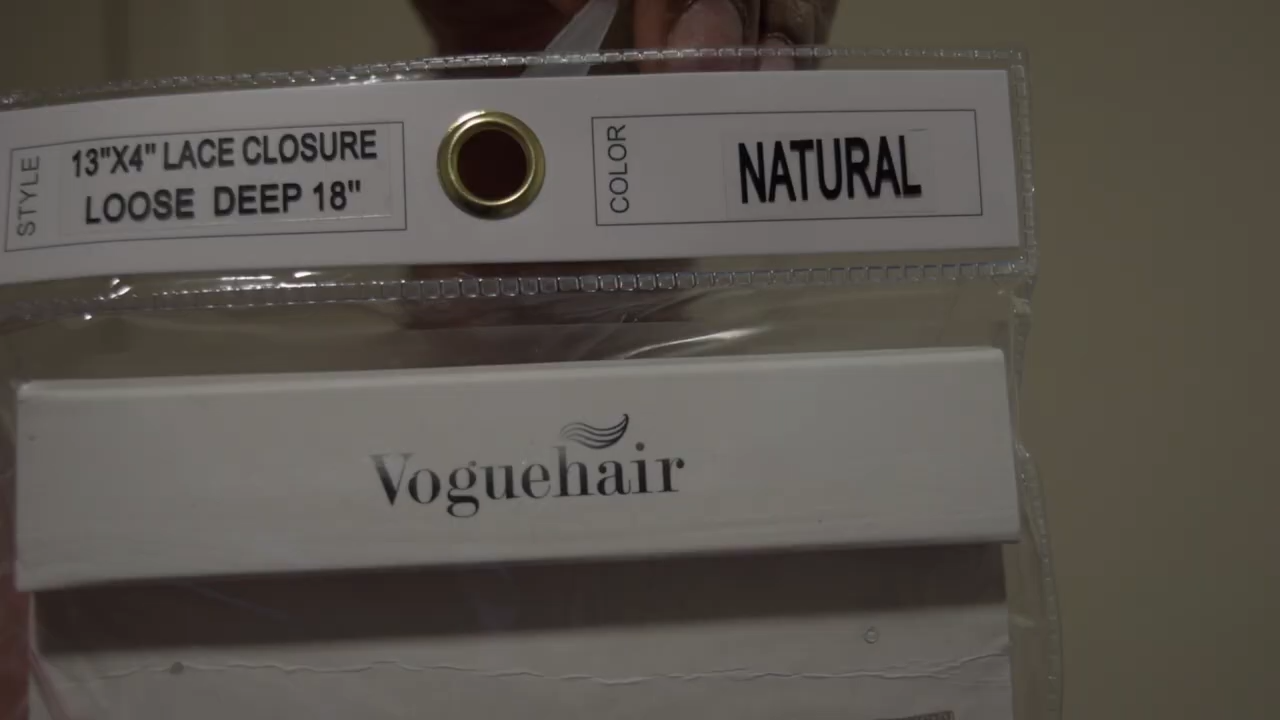 STYLE
13"X4" LACE CLOSURE
LOOSE DEEP 18"
COLOR
NATURAL
Voguehair